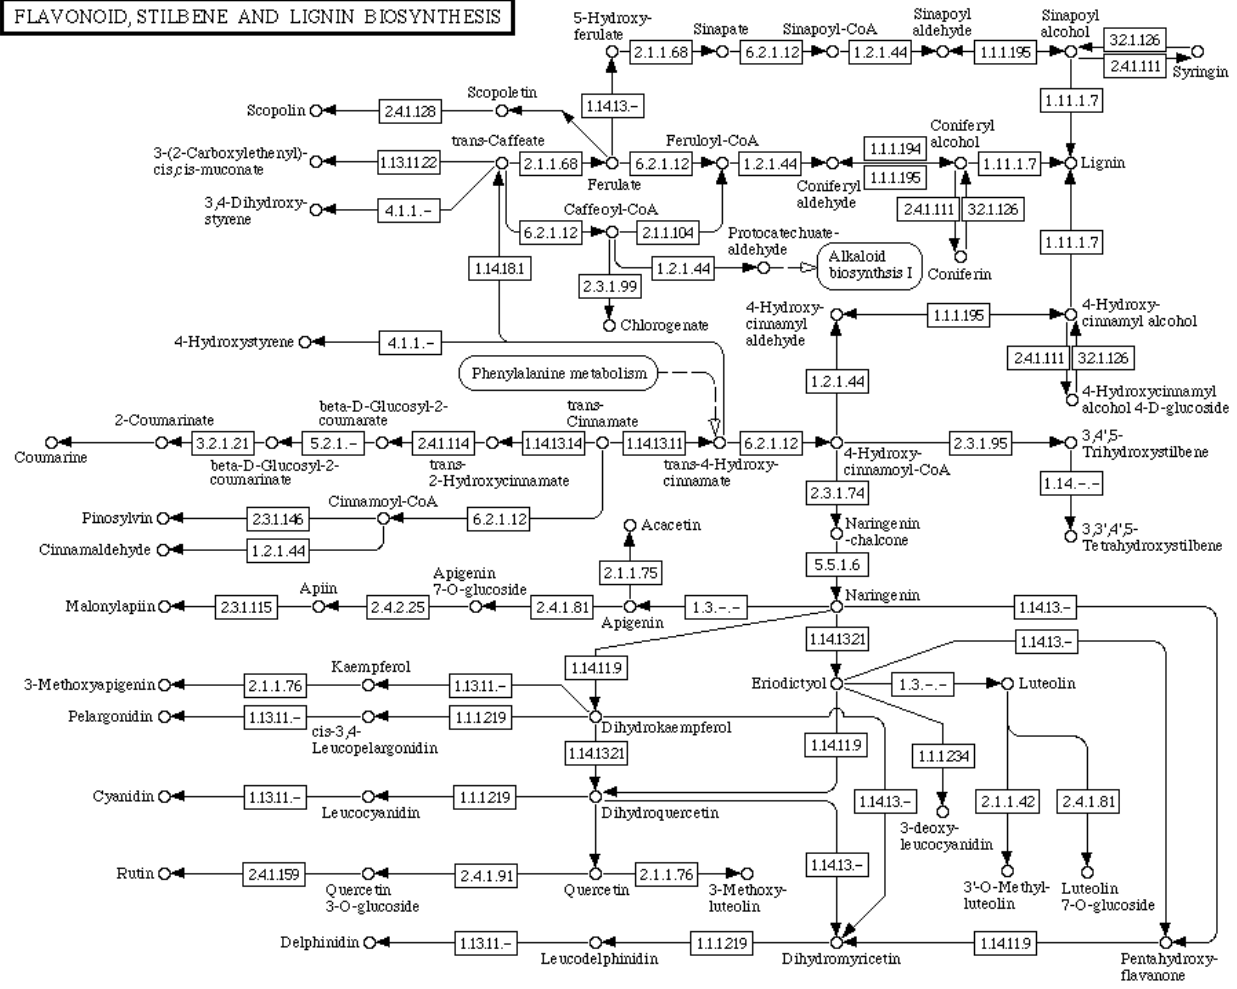 FLAVONOID, STILBENE AND LIGNIN BIOSYNTHESIS
5-Hydroxy-
ferulate
Sinapate
Sinapoyl-CoA
Sinapoyl
aldehyde
Sinapoyl
alcohol
2.1.1.68
6.2.1.12
1.2.1.44
1.1.1.195
3.2.1.126
2.4.1.111
Syringin
Scopolin
2.4.1.128
Scopoletin
1.14.13.-
1.11.1.7
3-(2-Carboxylethenyl)-
cis,cis-muconate
1.13.11.22
trans-Caffeate
2.1.1.68
Ferulate
6.2.1.12
Feruloyl-CoA
1.2.1.44
Coniferyl
aldehyde
1.1.1.194
1.1.1.195
Coniferyl
alcohol
1.11.1.7
Lignin
3,4-Dihydroxy-
styrene
4.1.1.-
6.2.1.12
Caffeoyl-CoA
2.1.1.104
2.4.1.111
3.2.1.126
Coniferin
1.11.1.7
1.14.18.1
2.3.1.99
1.2.1.44
Protocatechuate-
aldehyde
Alkaloid
biosynthsis I
Chlorogenate
4-Hydroxystyrene
4.1.1.-
4-Hydroxy-
cinnamyl
aldehyde
1.1.1.195
4-Hydroxy-
cinnamyl alcohol
Phenylalanine metabolism
1.2.1.44
2.4.1.111
3.2.1.126
4-Hydroxycinnamyl
alcohol 4-D-glucoside
Coumarine
2-Coumarinate
3.2.1.21
beta-D-Glucosyl-2-
coumarinate
5.2.1.-
beta-D-Glucosyl-2-
coumarate
2.4.1.114
trans-
2-Hydroxycinnamate
1.14.13.14
trans-
Cinnamate
1.14.13.11
trans-4-Hydroxy-
cinnamate
6.2.1.12
4-Hydroxy-
cinnamoyl-CoA
2.3.1.95
3,4',5-
Trihydroxystilbene
1.14.-.-
3,3',4',5-
Tetrahydroxystilbene
Pinosylvin
2.3.1.146
Cinnamoyl-CoA
6.2.1.12
2.3.1.74
Cinnamaldehyde
1.2.1.44
Acacetin
Naringenin
-chalcone
2.1.1.75
5.5.1.6
Malonylapiin
2.3.1.115
Apiin
2.4.2.25
Apigenin
7-O-glucoside
2.4.1.81
Apigenin
1.3.-.-
Naringenin
1.14.13.-
1.14.13.21
1.14.13.-
1.14.11.9
3-Methoxyapigenin
2.1.1.76
Kaempferol
1.13.11.-
Eriodictyol
1.3.-.-
Luteolin
Pelargonidin
1.13.11.-
cis-3,4-
Leucopelargonidin
1.1.1.219
Dihydrokaempferol
1.14.13.21
1.14.11.9
1.1.1.234
Cyanidin
1.13.11.-
Leucocyanidin
1.1.1.219
Dihydroquercetin
1.14.13.-
3-deoxy-
leucocyanidin
2.1.1.42
2.4.1.81
Rutin
2.4.1.159
Quercetin
3-O-glucoside
2.4.1.91
Quercetin
2.1.1.76
3-Methoxy-
luteolin
1.14.13.-
3'-O-Methyl-
luteolin
Luteolin
7-O-glucoside
Delphinidin
1.13.11.-
Leucodelphinidin
1.1.1.219
Dihydromyricetin
1.14.11.9
Pentahydroxy-
flavanone